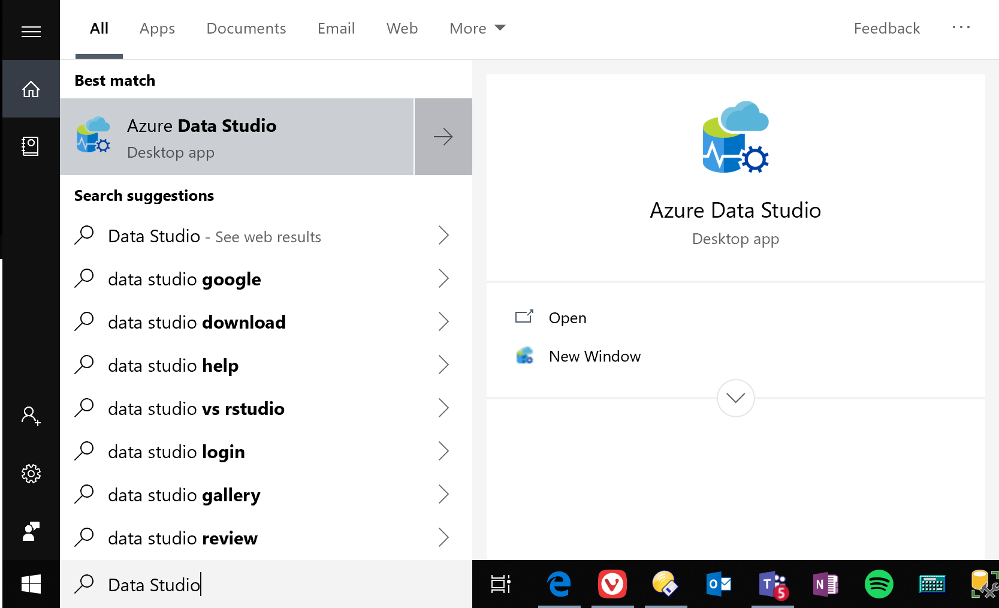 All Apps Documents Email Web More Feedback ...
Best match
Azure Data Studio
Desktop app
Search suggestions
Data Studio - See web results
data studio google
data studio download
data studio help
data studio vs rstudio
data studio login
data studio gallery
data studio review
Data Studio
Azure Data Studio
Desktop app
Open
New Window
O
T
5
N